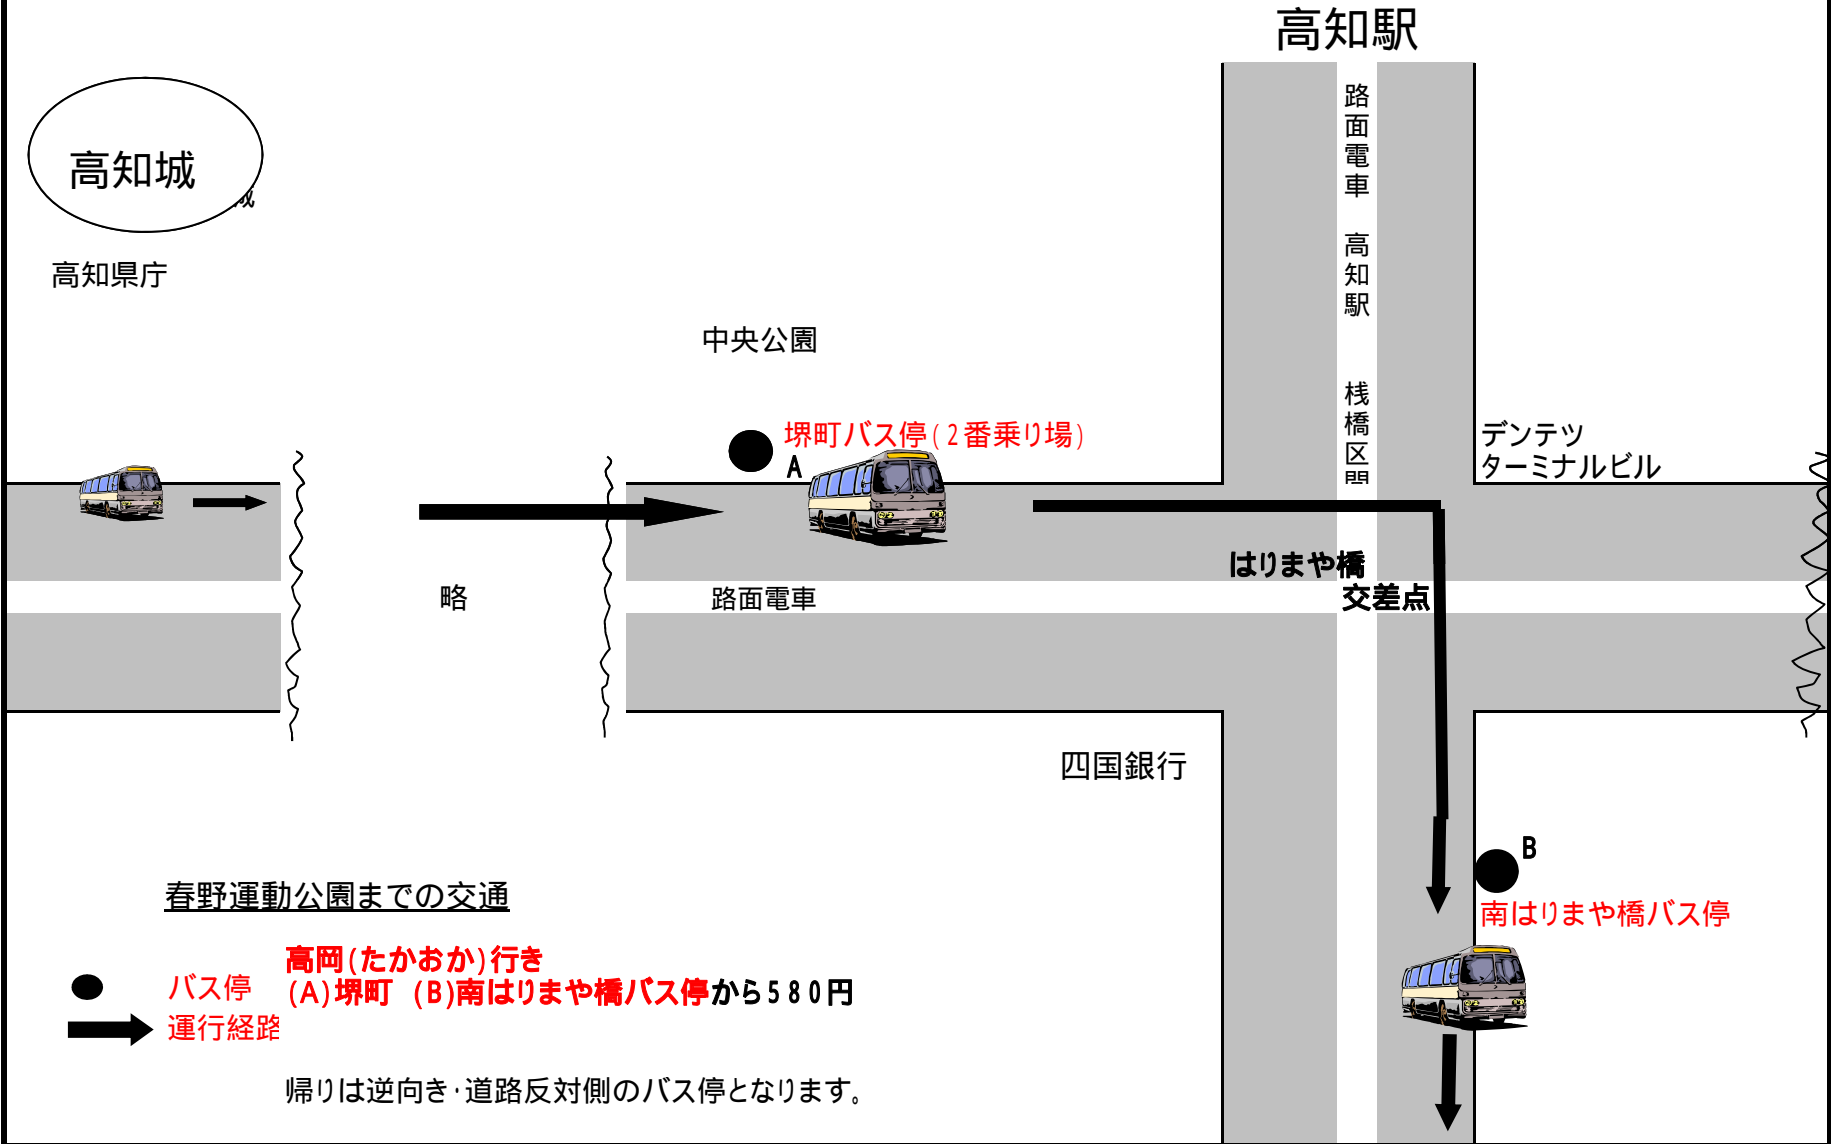 高知駅
路面電車 高知駅 桟橋区間
高知城
城
高知県庁
中央公園
堺町バス停(2番乗り場)
A
デンテツ
ターミナルビル
はりまや橋
交差点
略
路面電車
四国銀行
B
南はりまや橋バス停
春野運動公園までの交通
高岡(たかおか)行き
バス停
(A)堺町 (B)南はりまや橋バス停から580円
運行経路
帰りは逆向き・道路反対側のバス停となります。